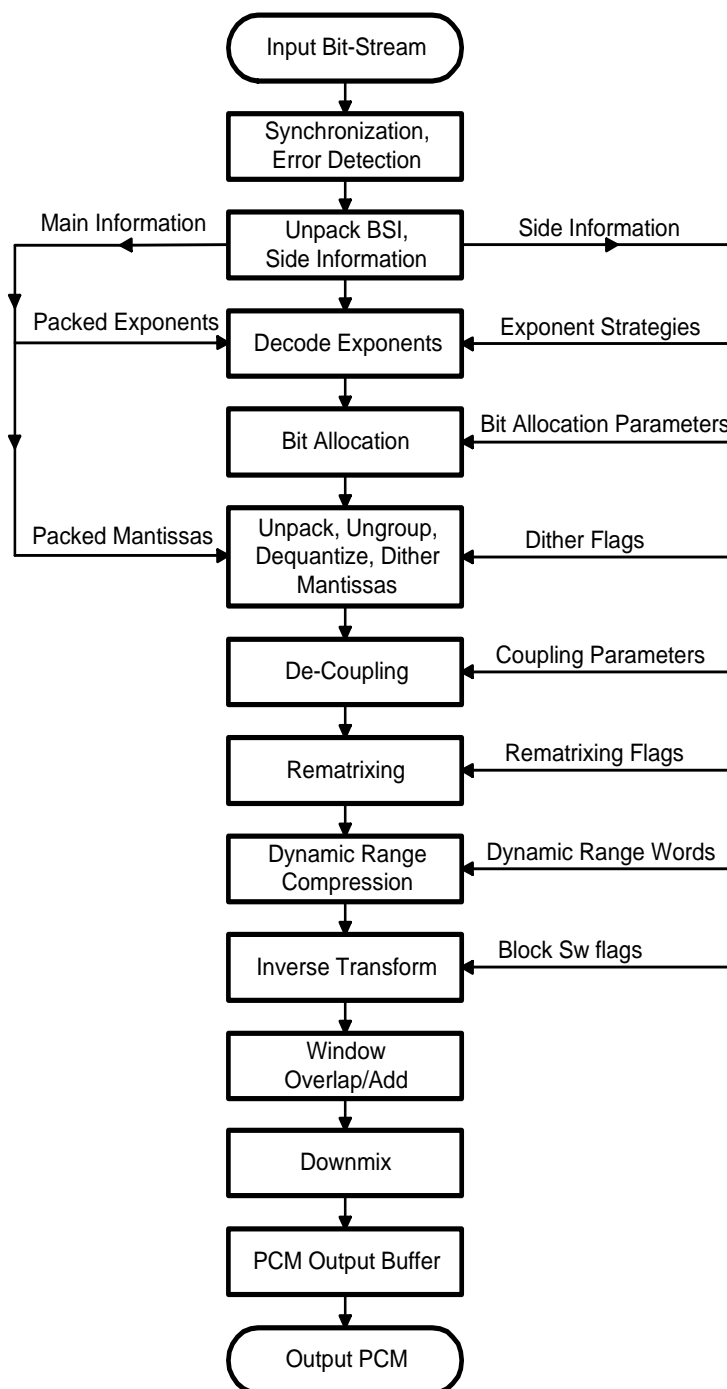 Input Bit-Stream
Synchronization,
Error Detection
Main Information
Unpack BSI,
Side Information
Side Information
Packed Exponents
Decode Exponents
Exponent Strategies
Bit Allocation
Bit Allocation Parameters
Packed Mantissas
Unpack, Ungroup,
Dequantize, Dither
Mantissas
Dither Flags
De-Coupling
Coupling Parameters
Rematrixing
Rematrixing Flags
Dynamic Range
Compression
Dynamic Range Words
Inverse Transform
Block Sw flags
Window
Overlap/Add
Downmix
PCM Output Buffer
Output PCM